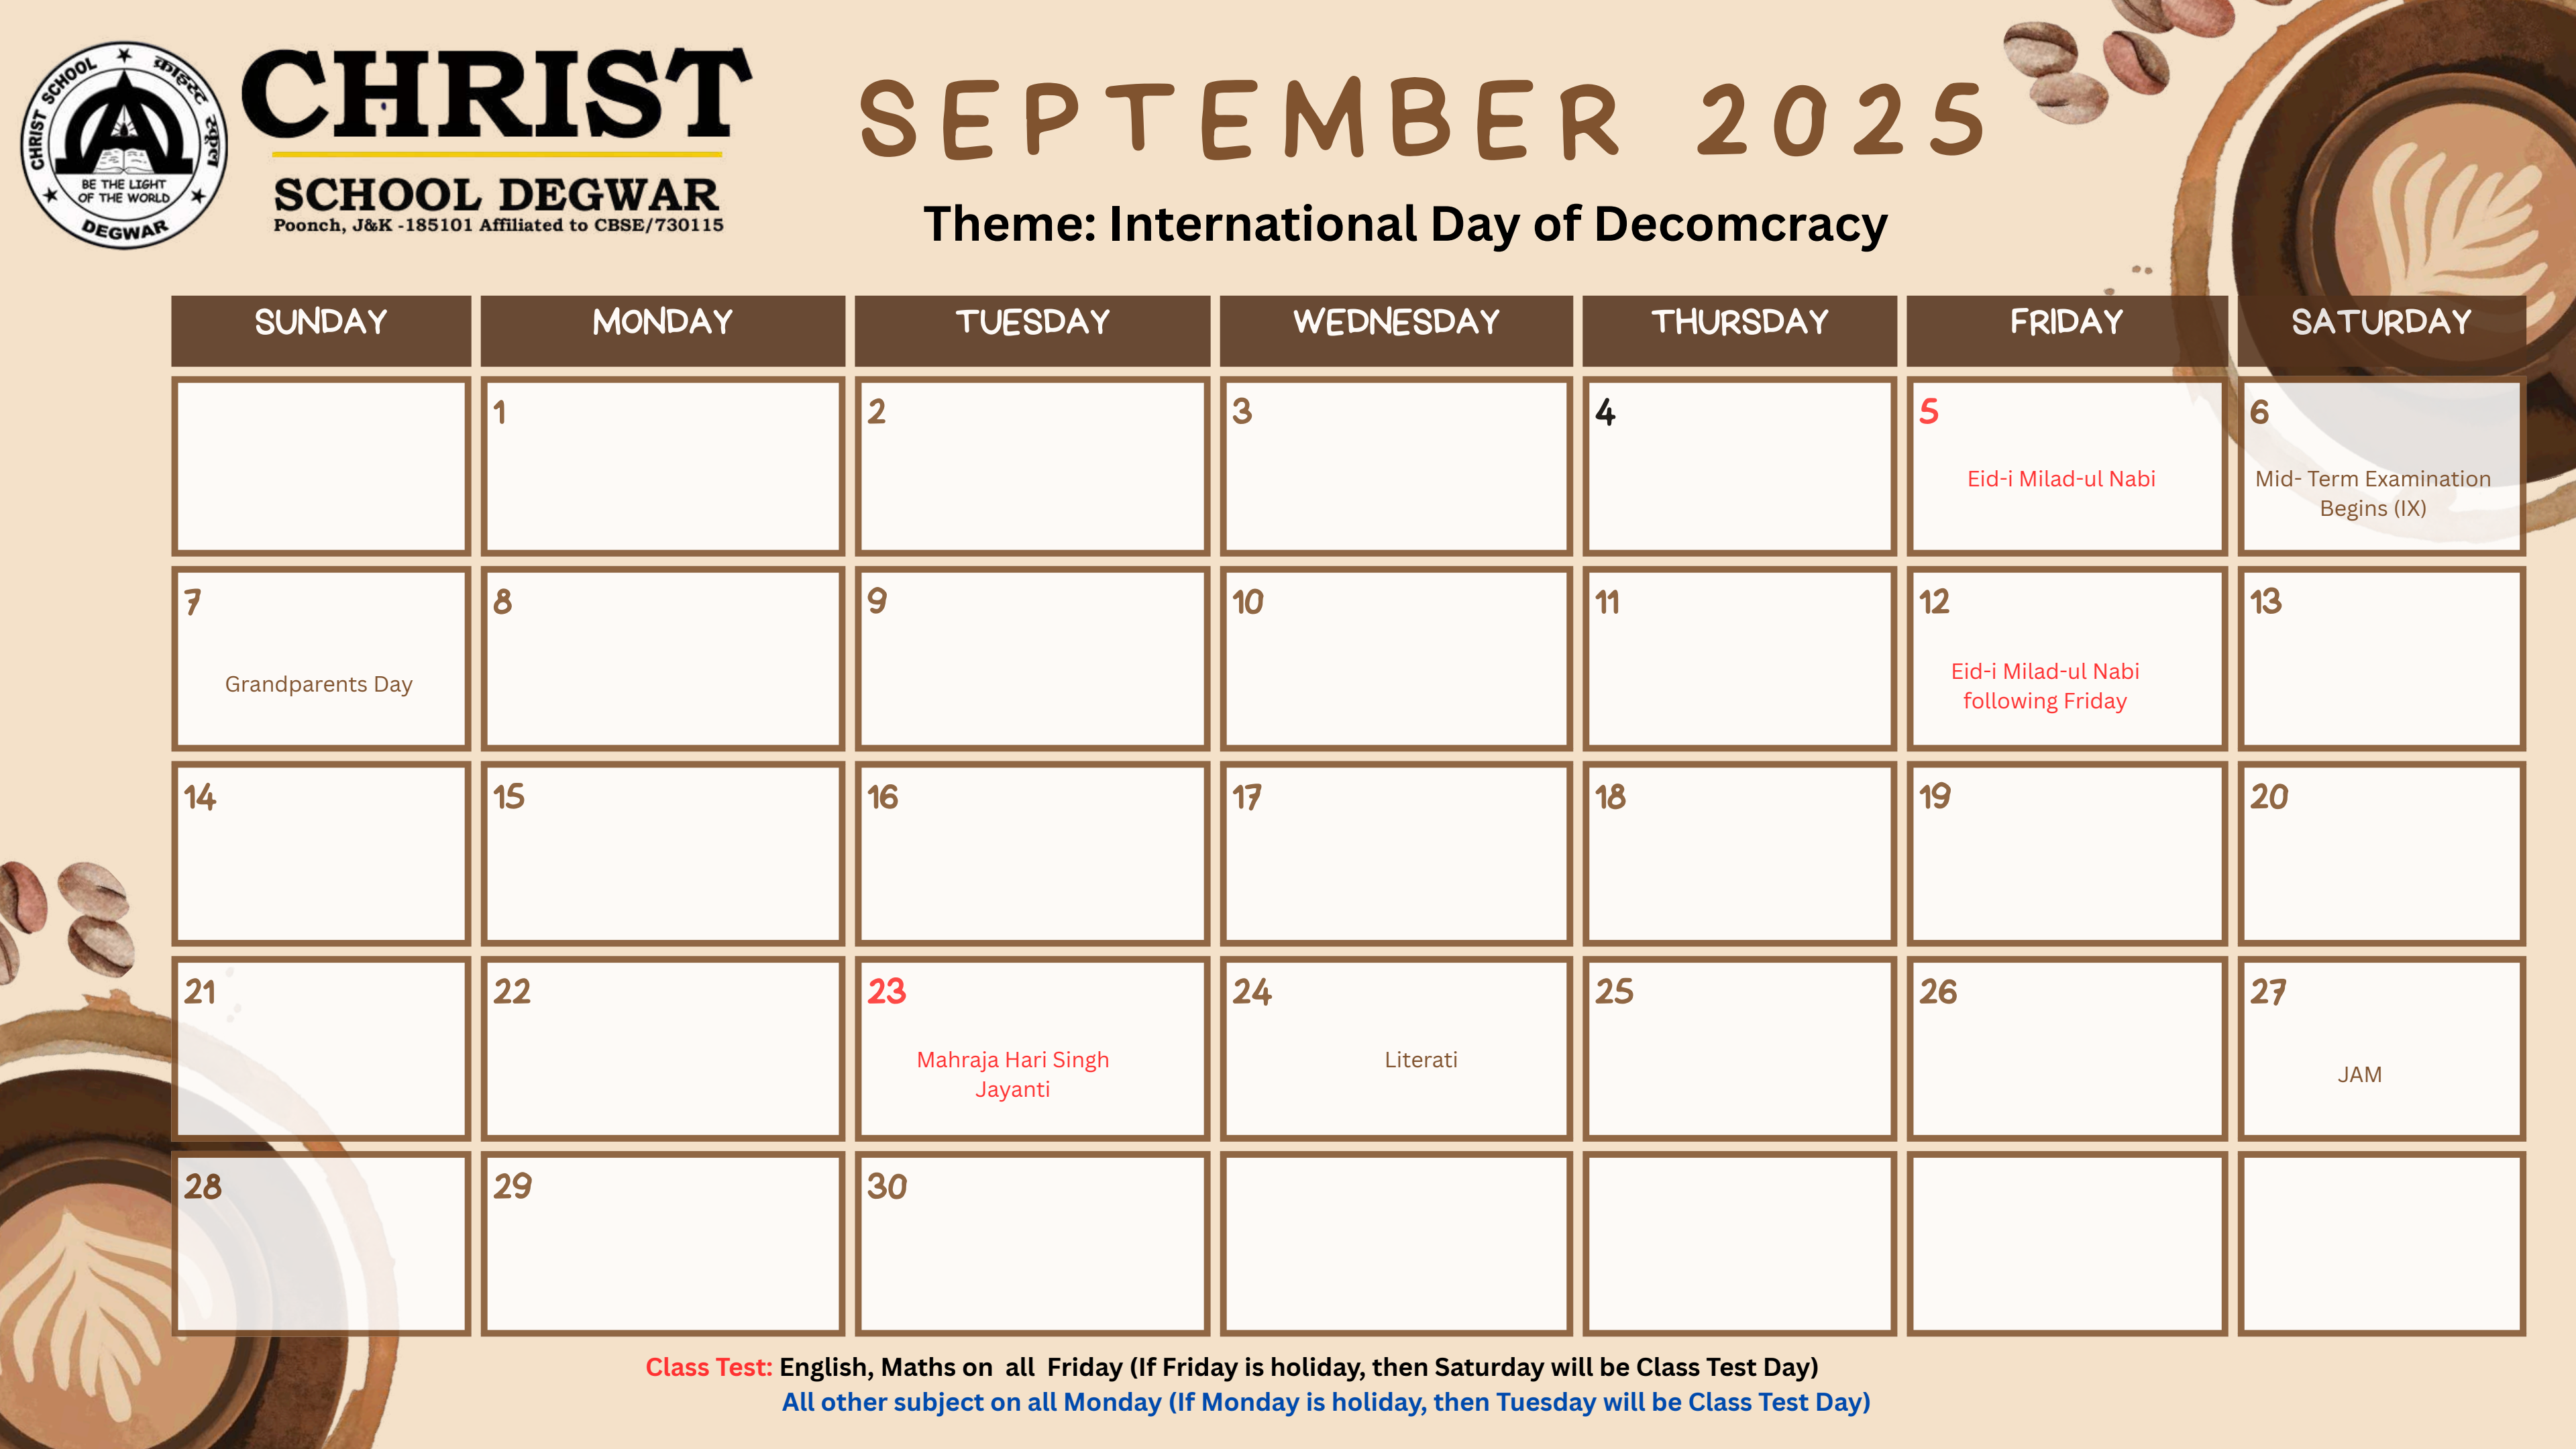 CHRIST SCHOOL ★ क्राइस्ट स्कूल
BE THE LIGHT
OF THE WORLD
DEGWAR
CHRIST
SCHOOL DEGWAR
Poonch, J&K -185101 Affiliated to CBSE/730115
SEPTEMBER 2025
Theme: International Day of Decomcracy
SUNDAY MONDAY TUESDAY WEDNESDAY THURSDAY FRIDAY SATURDAY
1 2 3 4 5 6
Eid-i Milad-ul Nabi
Mid- Term Examination
Begins (IX)
7 8 9 10 11 12 13
Grandparents Day
Eid-i Milad-ul Nabi
following Friday
14 15 16 17 18 19 20
21 22 23 24 25 26 27
Mahraja Hari Singh
Jayanti
Literati
JAM
28 29 30
Class Test: English, Maths on all Friday (If Friday is holiday, then Saturday will be Class Test Day)
All other subject on all Monday (If Monday is holiday, then Tuesday will be Class Test Day)